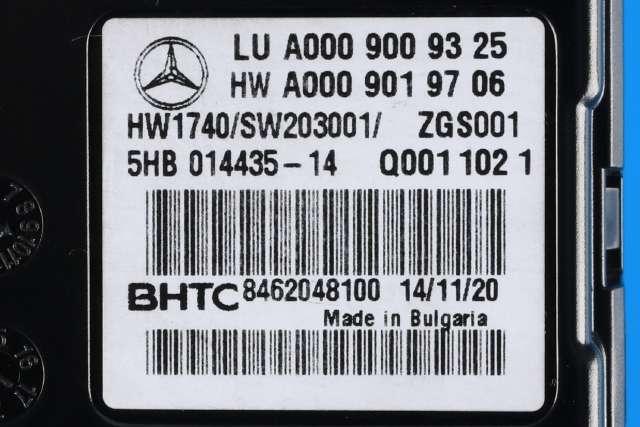 LU A000 900 93 25
HW A000 901 97 06
HW1740/SW203001/ ZGS001
5HB 014435-14 Q001 102 1
BHTC 8462048100 14/11/20
Made in Bulgaria